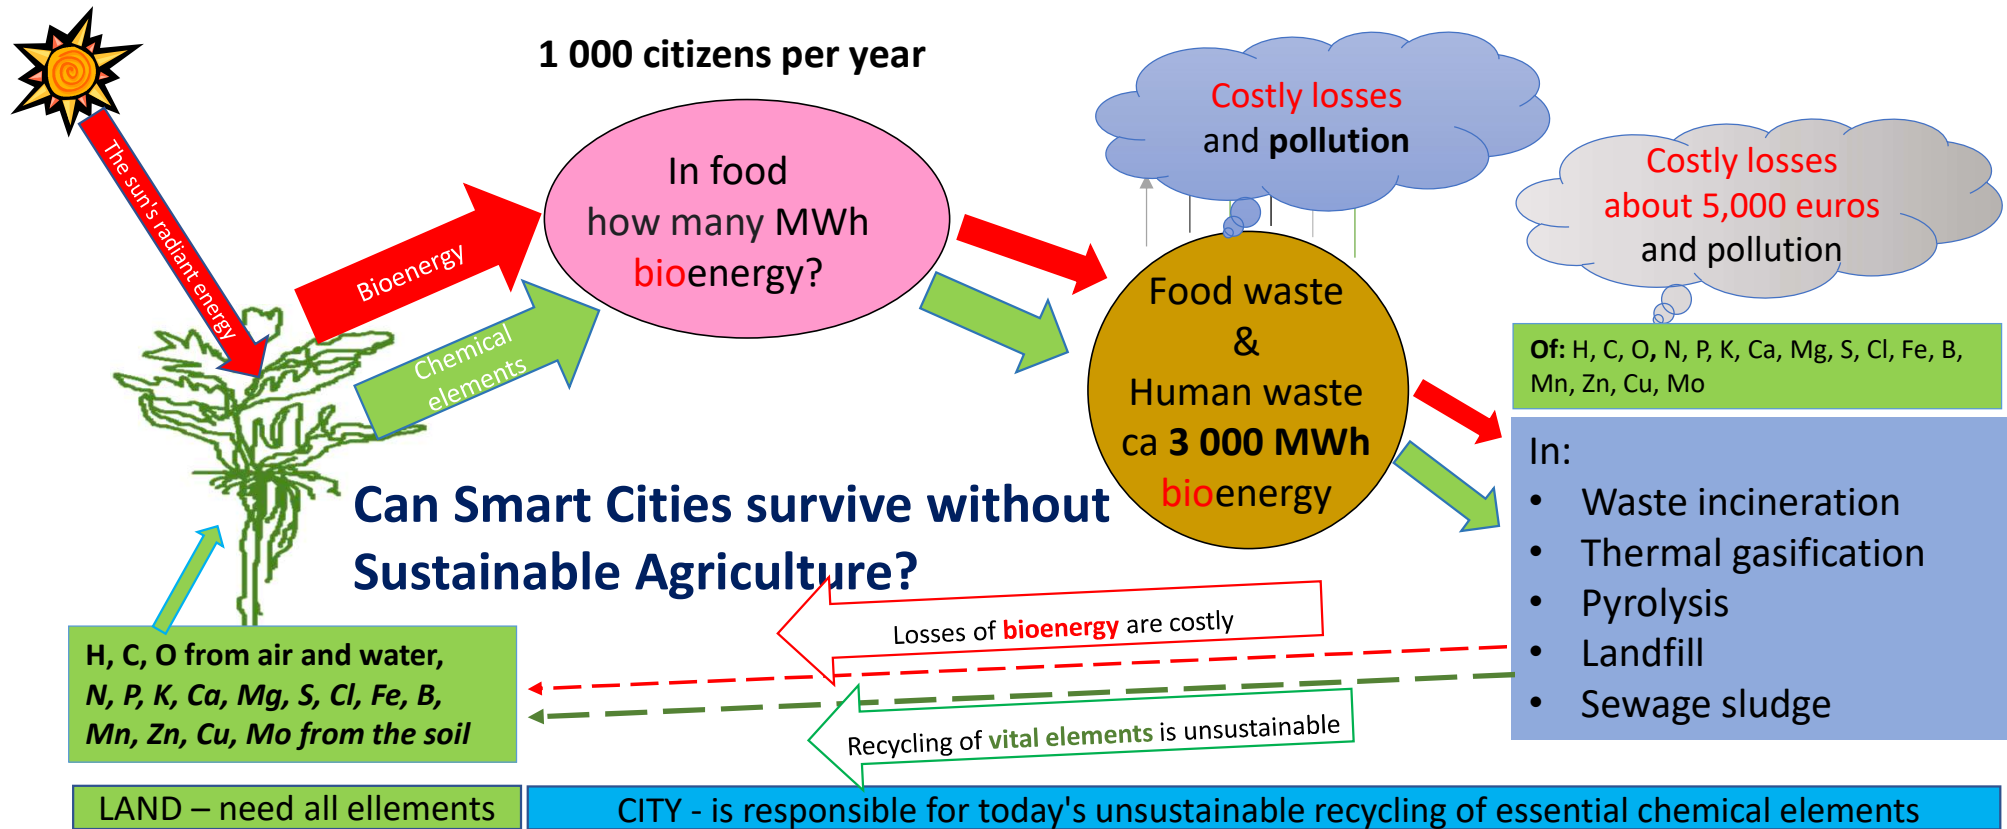 1 000 citizens per year
The sun's radiant energy
Bioenergy
Chemical
elements
In food
how many MWh
bioenergy?
Costly losses
and pollution
Costly losses
about 5,000 euros
and pollution
Food waste
&
Human waste
ca 3 000 MWh
bioenergy
Of: H, C, O, N, P, K, Ca, Mg, S, Cl, Fe, B,
Mn, Zn, Cu, Mo
In:
• Waste incineration
• Thermal gasification
• Pyrolysis
• Landfill
• Sewage sludge
Can Smart Cities survive without
Sustainable Agriculture?
Losses of bioenergy are costly
Recycling of vital elements is unsustainable
H, C, O from air and water,
N, P, K, Ca, Mg, S, Cl, Fe, B,
Mn, Zn, Cu, Mo from the soil
LAND – need all ellements
CITY - is responsible for today's unsustainable recycling of essential chemical elements